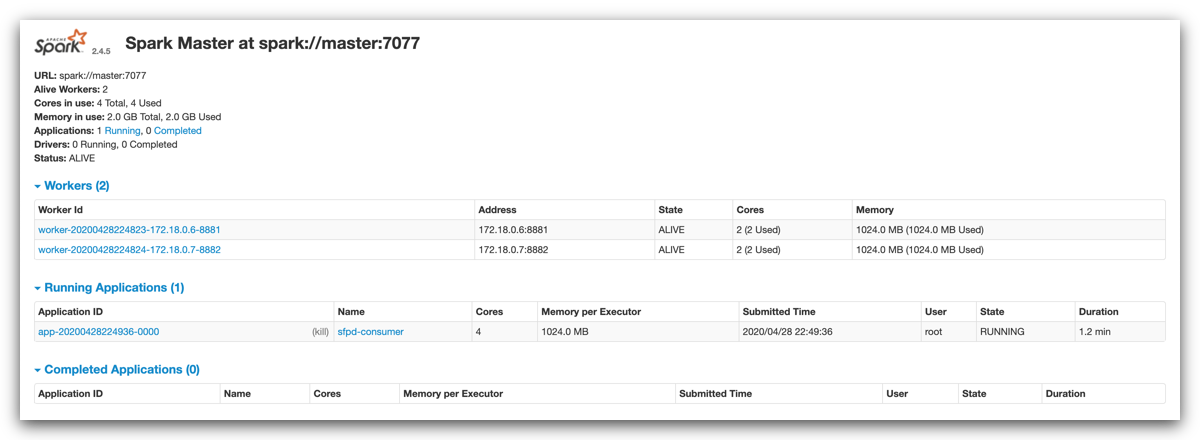 APACHE
Spark 2.4.5 Spark Master at spark://master:7077
URL: spark://master:7077
Alive Workers: 2
Cores in use: 4 Total, 4 Used
Memory in use: 2.0 GB Total, 2.0 GB Used
Applications: 1 Running, 0 Completed
Drivers: 0 Running, 0 Completed
Status: ALIVE
Workers (2)
Worker Id Address State Cores Memory
worker-20200428224823-172.18.0.6-8881 172.18.0.6:8881 ALIVE 2 (2 Used) 1024.0 MB (1024.0 MB Used)
worker-20200428224824-172.18.0.7-8882 172.18.0.7:8882 ALIVE 2 (2 Used) 1024.0 MB (1024.0 MB Used)
Running Applications (1)
Application ID Name Cores Memory per Executor Submitted Time User State Duration
app-20200428224936-0000 (kill) sfpd-consumer 4 1024.0 MB 2020/04/28 22:49:36 root RUNNING 1.2 min
Completed Applications (0)
Application ID Name Cores Memory per Executor Submitted Time User State Duration